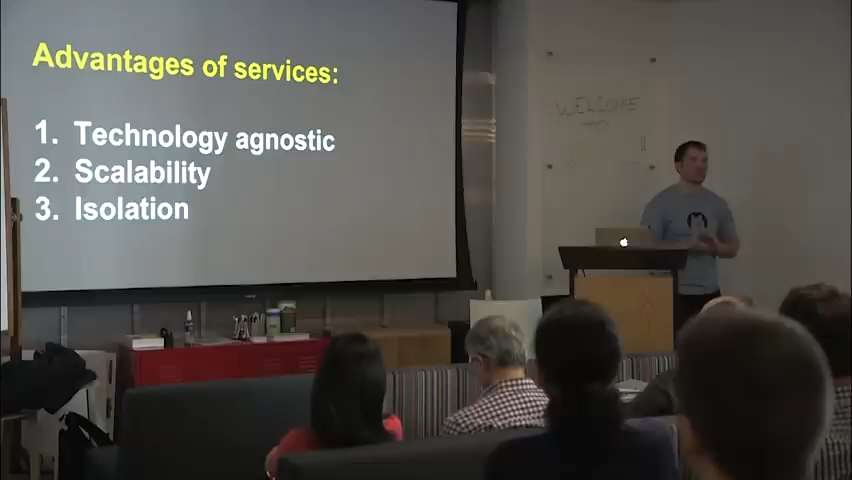 Advantages of services:
1. Technology agnostic
2. Scalability
3. Isolation
WELCOME
TO